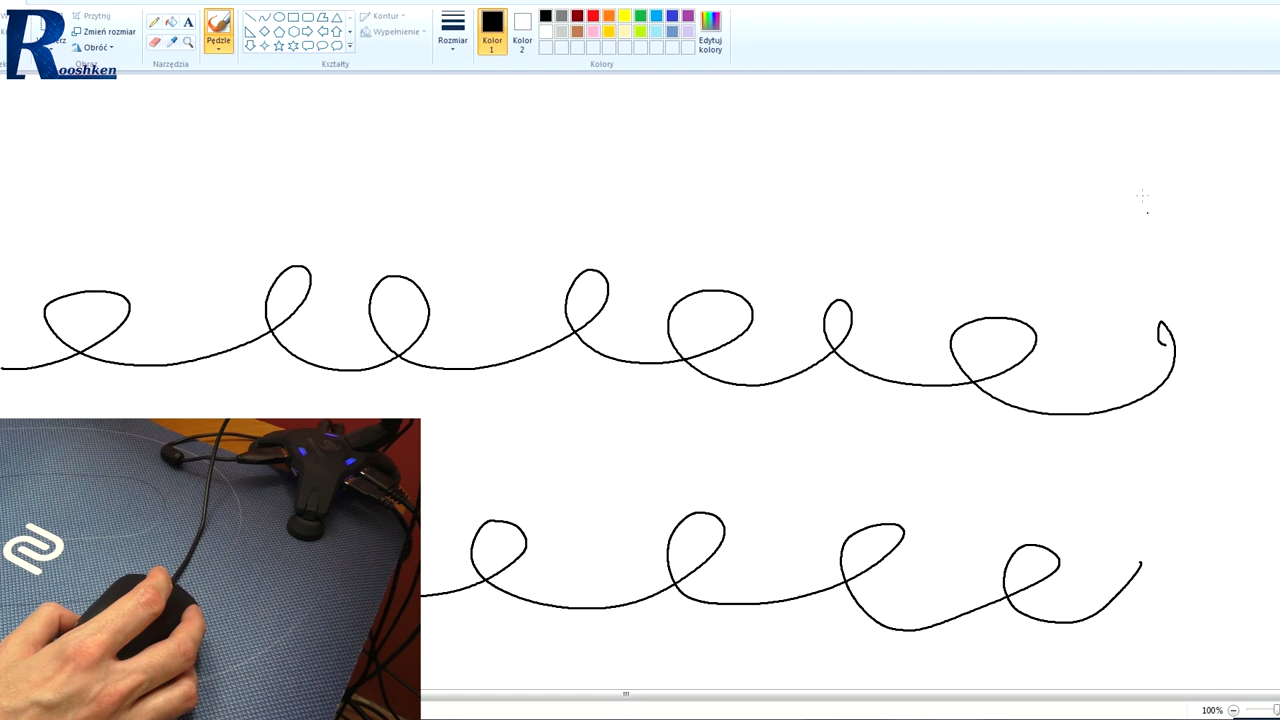 Rooshken
Przytnij
Zmień rozmiar
Obróć
Obraz
Narzędzia
Pędzle
Kształty
Kontur
Wypełnienie
Rozmiar
Kolor 1
Kolor 2
Edytuj kolory
Kolory
100%